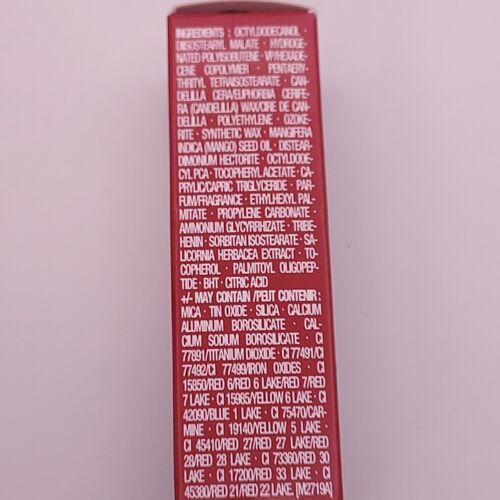 INGREDIENTS : OCTYLDODECANOL ·
DIISOSTEARYL MALATE · HYDROGE-
NATED POLYISOBUTENE · VP/HEXADE-
CENE COPOLYMER · PENTAERY-
THRITYL TETRAISOSTEARATE · CAN-
DELILLA CERA/EUPHORBIA CERIFE-
RA (CANDELILLA) WAX/CIRE DE CAN-
DELILLA · POLYETHYLENE · OZOKE-
RITE · SYNTHETIC WAX · MANGIFERA
INDICA (MANGO) SEED OIL · DISTEAR-
DIMONIUM HECTORITE · OCTYLDODE-
CYL PCA · TOCOPHERYL ACETATE · CA-
PRYLIC/CAPRIC TRIGLYCERIDE · PAR-
FUM/FRAGRANCE · ETHYLHEXYL PAL-
MITATE · PROPYLENE CARBONATE ·
AMMONIUM GLYCYRRHIZATE · TRIBE-
HENIN · SORBITAN ISOSTEARATE · SA-
LICORNIA HERBACEA EXTRACT · TO-
COPHEROL · PALMITOYL OLIGOPEP-
TIDE · BHT · CITRIC ACID
+/- MAY CONTAIN /PEUT CONTENIR :
MICA · TIN OXIDE · SILICA · CALCIUM
ALUMINUM BOROSILICATE · CAL-
CIUM SODIUM BOROSILICATE · CI
77891/TITANIUM DIOXIDE · CI 77491/CI
77492/CI 77499/IRON OXIDES · CI
15850/RED 6/RED 6 LAKE/RED 7/RED
7 LAKE · CI 15985/YELLOW 6 LAKE · CI
42090/BLUE 1 LAKE · CI 75470/CAR-
MINE · CI 19140/YELLOW 5 LAKE ·
CI 45410/RED 27/RED 27 LAKE/RED
28/RED 28 LAKE · CI 73360/RED 30
LAKE · CI 17200/RED 33 LAKE · CI
45380/RED 21/RED 22 LAKE. [M2719A]